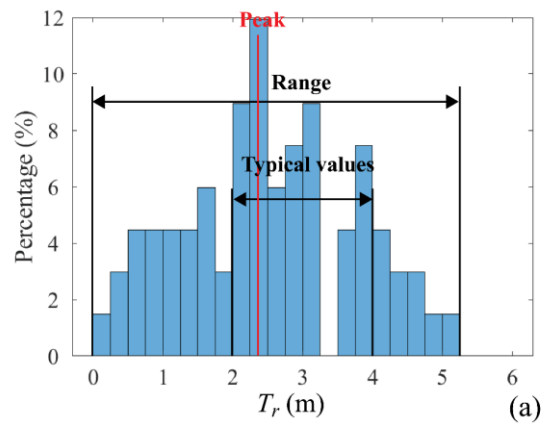 12
Peak
10
Range
8
Typical values
6
4
2
0
Percentage (%)
0 1 2 3 4 5 6
T_r (m)
(a)